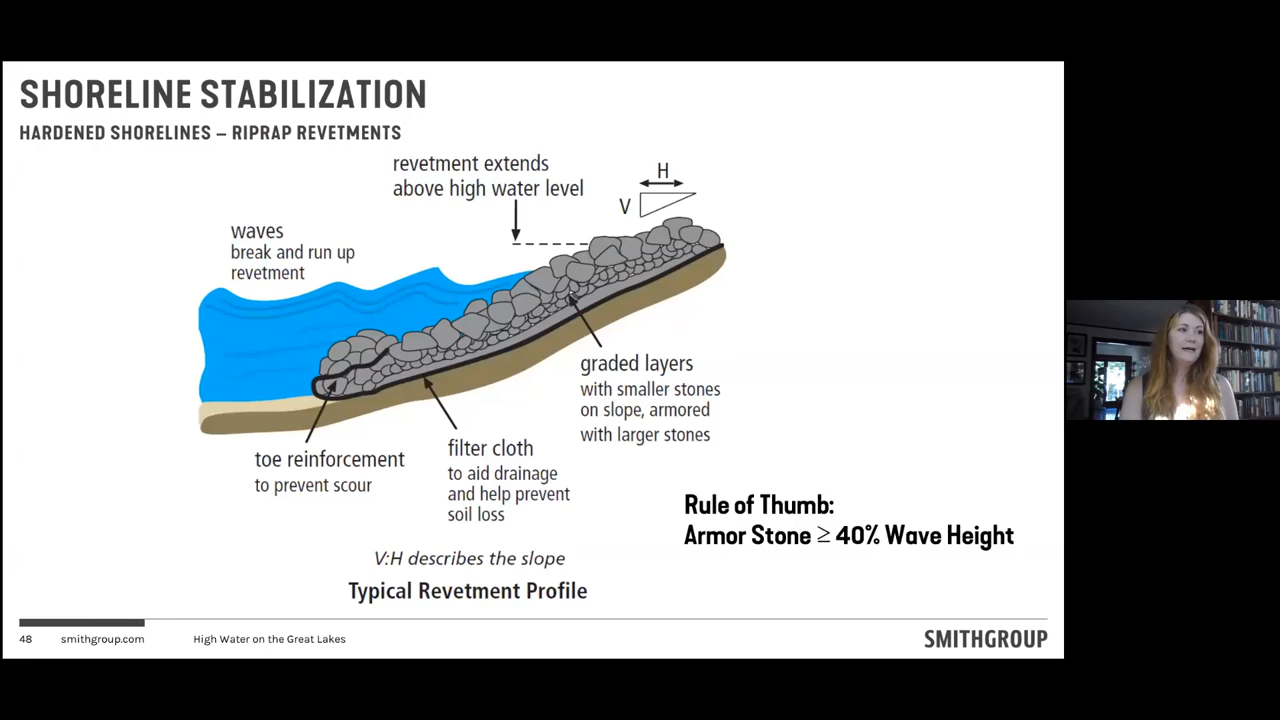 SHORELINE STABILIZATION
HARDENED SHORELINES – RIPRAP REVETMENTS
revetment extends
above high water level
H
V
waves
break and run up
revetment
graded layers
with smaller stones
on slope, armored
with larger stones
toe reinforcement
to prevent scour
filter cloth
to aid drainage
and help prevent
soil loss
Rule of Thumb:
Armor Stone ≥ 40% Wave Height
V:H describes the slope
Typical Revetment Profile
48 smithgroup.com High Water on the Great Lakes SMITHGROUP